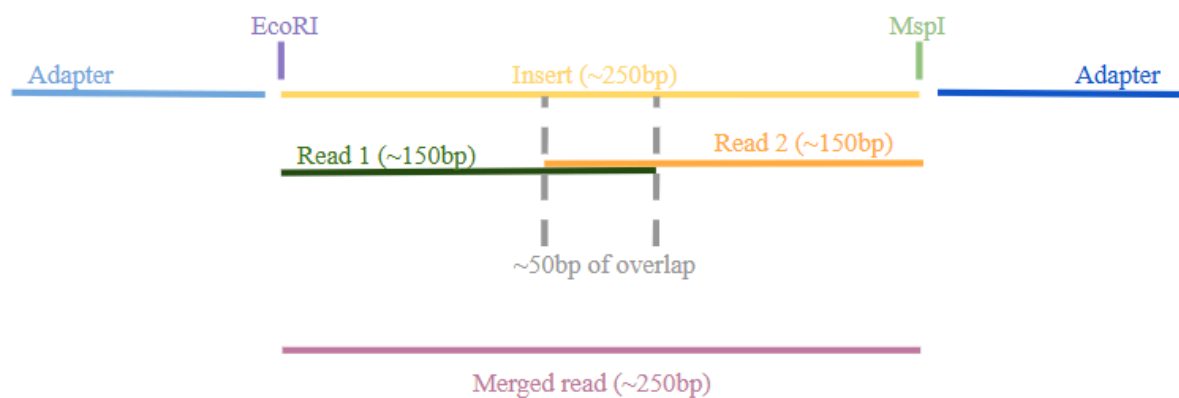 EcoRI
MspI
Adapter
Insert (~250bp)
Adapter
Read 1 (~150bp)
Read 2 (~150bp)
~50bp of overlap
Merged read (~250bp)